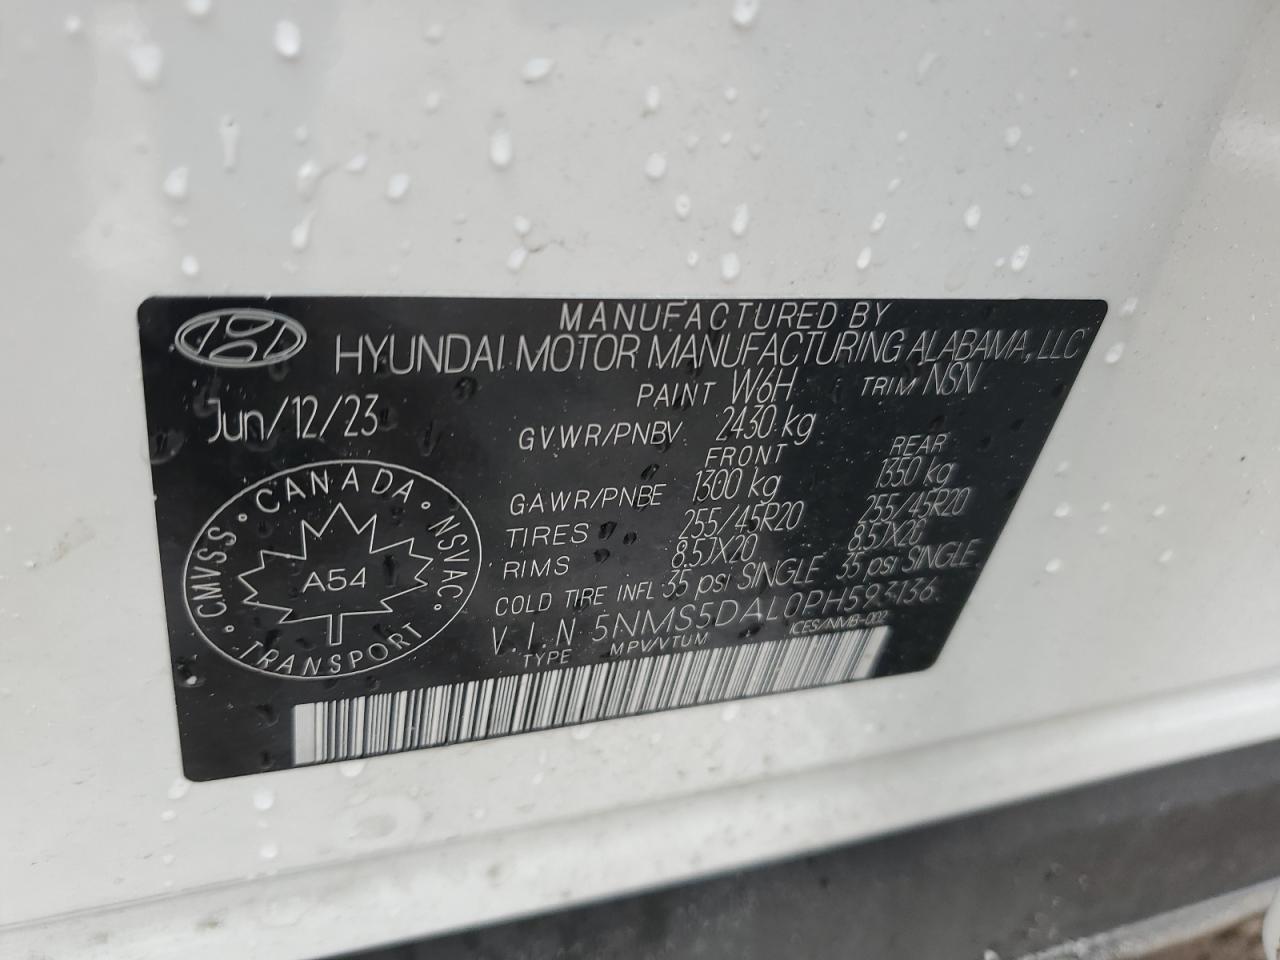 MANUFACTURED BY
HYUNDAI MOTOR MANUFACTURING ALABAMA, LLC
PAINT W6H TRIM NSN
Jun/12/23
GVWR/PNBV 2430 kg
FRONT REAR
GAWR/PNBE 1300 kg 1350 kg
TIRES 255/45R20 255/45R20
RIMS 8.5JX20 8.5JX20
COLD TIRE INFL 35 psi SINGLE 35 psi SINGLE
V.I.N 5NMS5DAL0PH593136
TYPE MPV/VTUM ICES/NMB-002
CANADA · NSVAC · TRANSPORT · CMVSS
A54